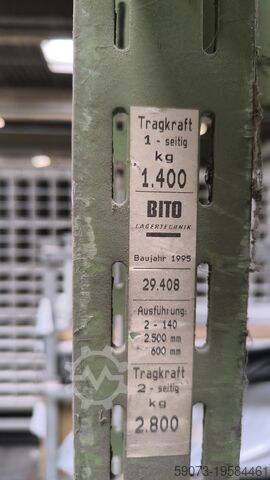 Tragkraft
1 - seitig
kg
1.400
BITO
LAGERTECHNIK
Baujahr 1995
29.408
Ausführung:
2 - 140
2.500 mm
600 mm
Tragkraft
2 - seitig
kg
2.800
59073-19584461